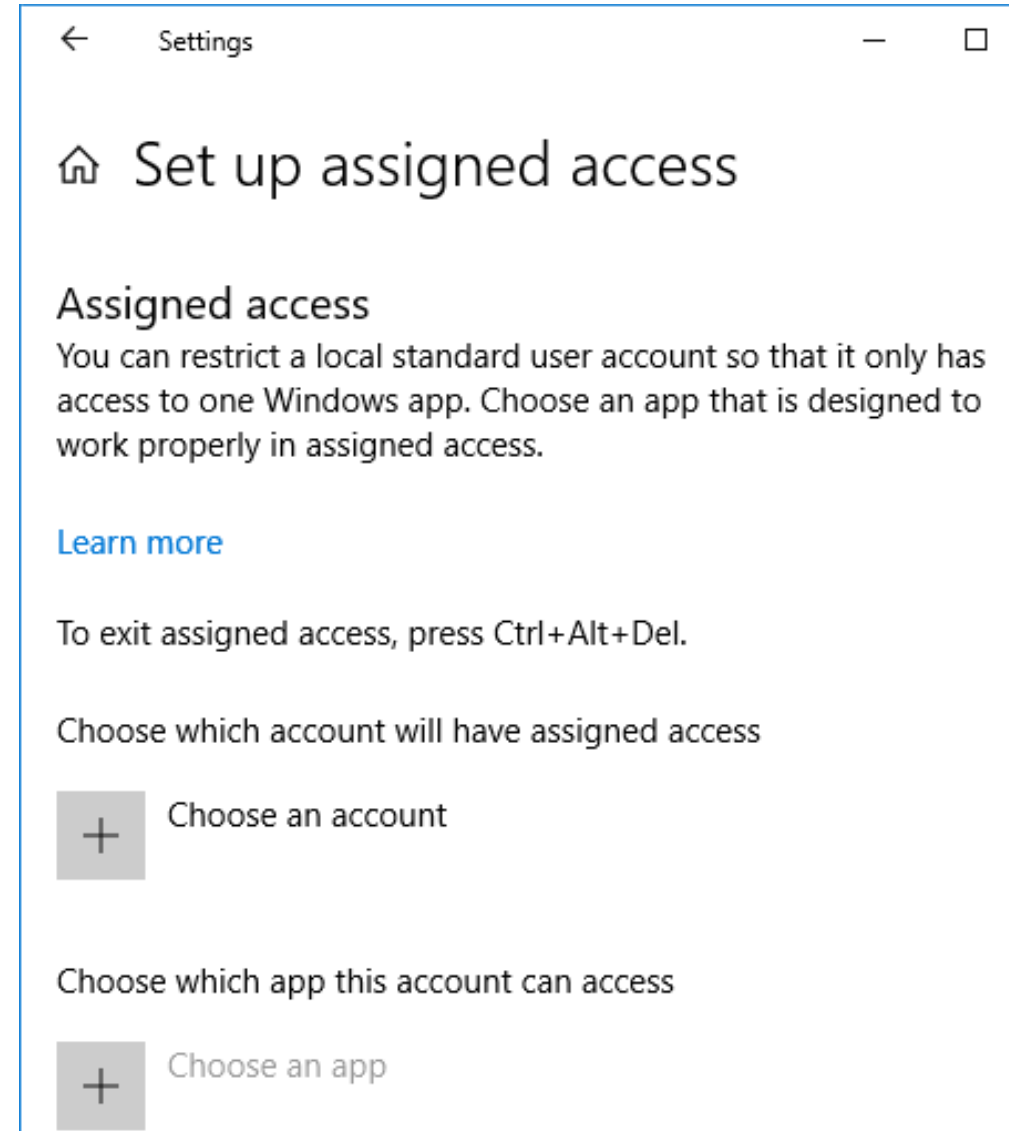 Settings
Set up assigned access
Assigned access
You can restrict a local standard user account so that it only has
access to one Windows app. Choose an app that is designed to
work properly in assigned access.
Learn more
To exit assigned access, press Ctrl+Alt+Del.
Choose which account will have assigned access
Choose an account
Choose which app this account can access
Choose an app